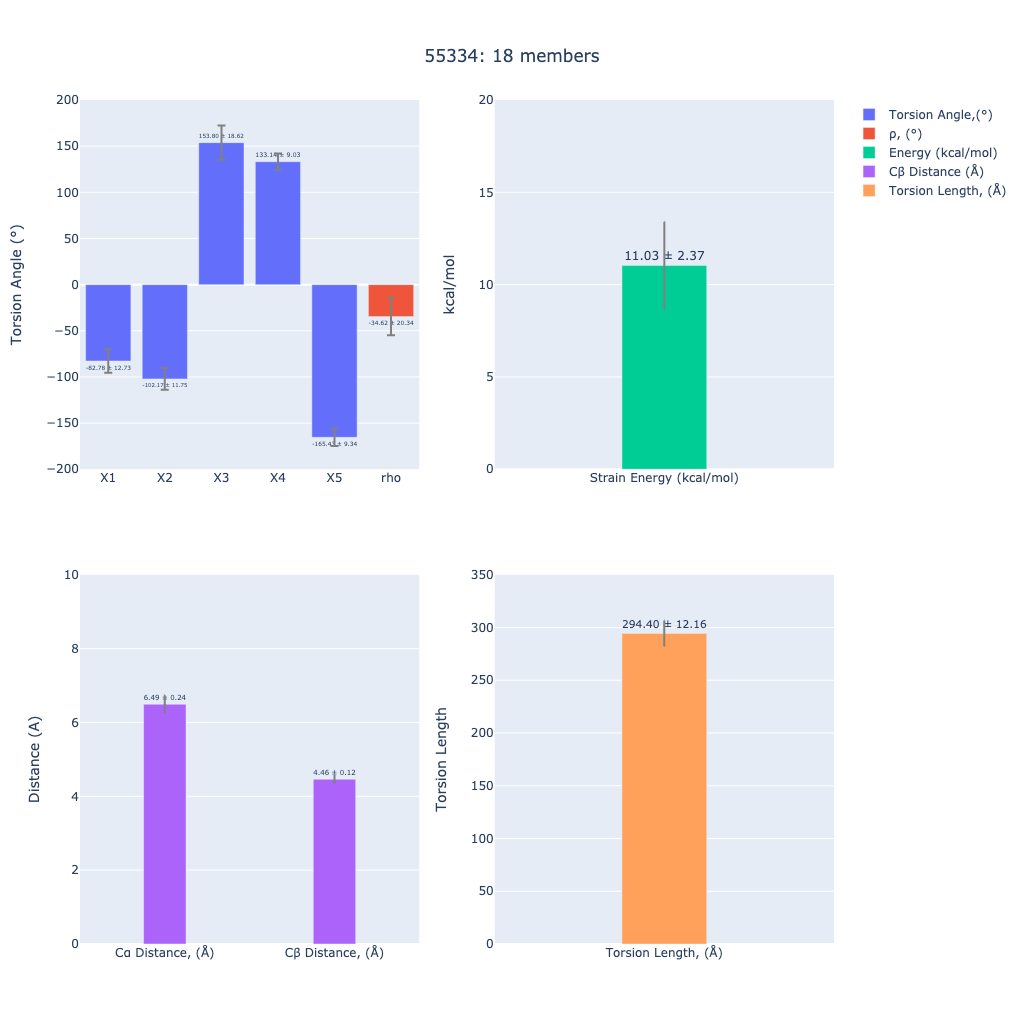 55334: 18 members
Torsion Angle (°)
200
150
100
50
0
−50
−100
−150
−200
-82.78 ± 12.73
-102.17 ± 11.75
153.80 ± 18.62
± 9.03
± 9.34
-34.62 ± 20.34
X1 X2 X3 X4 X5 rho
kcal/mol
20
15
10
5
0
11.03 ± 2.37
Strain Energy (kcal/mol)
Torsion Angle,(°)
ρ, (°)
Energy (kcal/mol)
Cβ Distance (Å)
Torsion Length, (Å)
Distance (A)
10
8
6
4
2
0
6.49 ± 0.24
4.46 ± 0.12
Cα Distance, (Å) Cβ Distance, (Å)
Torsion Length
350
300
250
200
150
100
50
0
294.40 ± 12.16
Torsion Length, (Å)